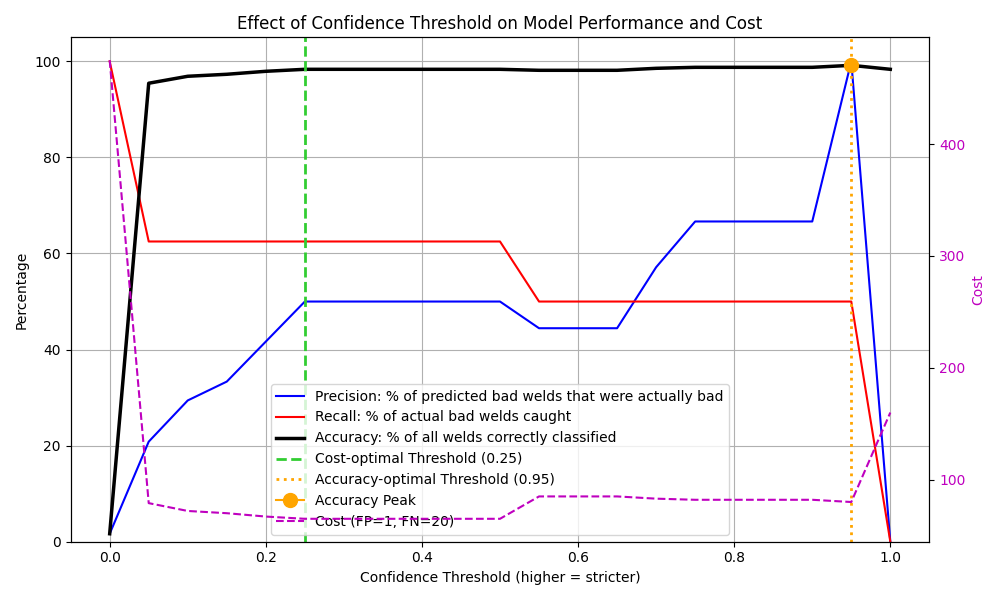 Effect of Confidence Threshold on Model Performance and Cost
Percentage
100
80
60
40
20
0
400
300
200
100
Cost
Precision: % of predicted bad welds that were actually bad
Recall: % of actual bad welds caught
Accuracy: % of all welds correctly classified
Cost-optimal Threshold (0.25)
Accuracy-optimal Threshold (0.95)
Accuracy Peak
Cost (FP=1, FN=20)
0.0 0.2 0.4 0.6 0.8 1.0
Confidence Threshold (higher = stricter)